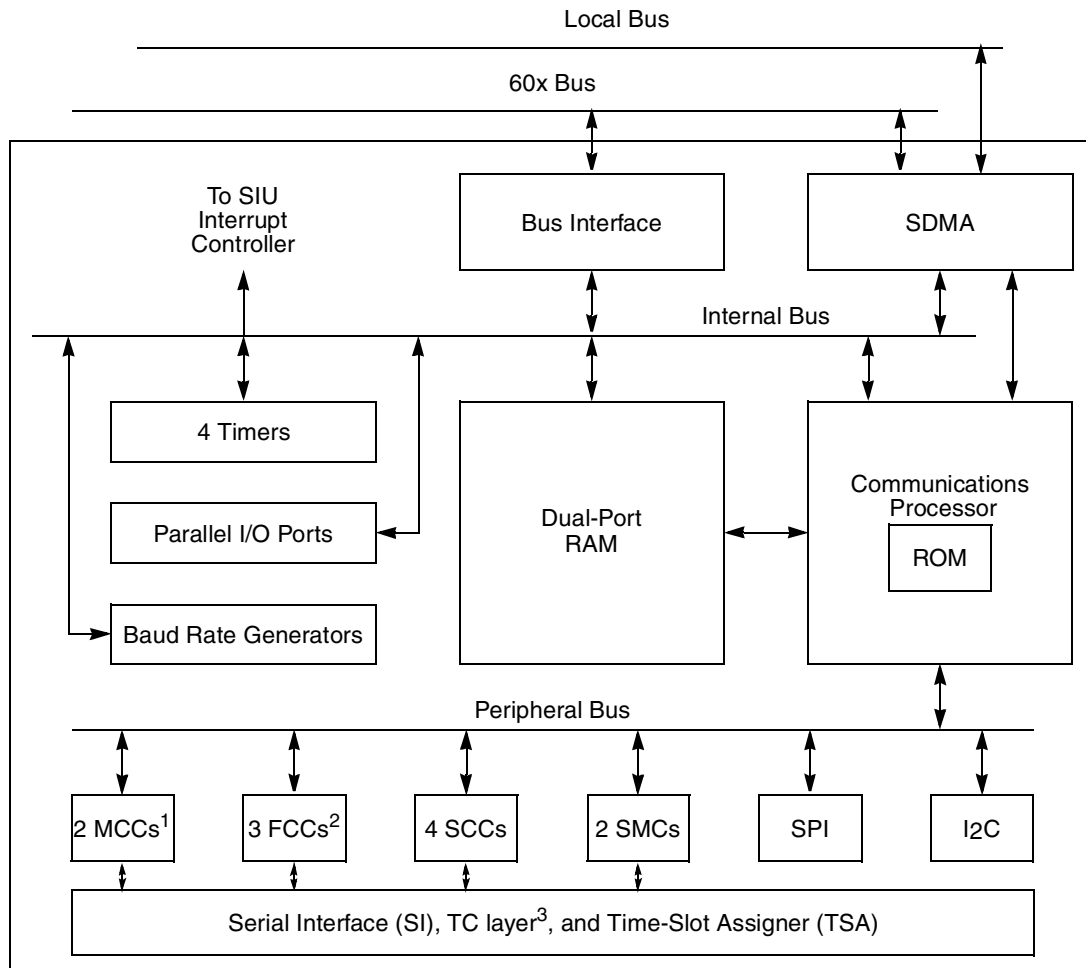 Local Bus
60x Bus
To SIU
Interrupt
Controller
Bus Interface
SDMA
Internal Bus
4 Timers
Parallel I/O Ports
Baud Rate Generators
Dual-Port
RAM
Communications
Processor
ROM
Peripheral Bus
2 MCCs¹
3 FCCs²
4 SCCs
2 SMCs
SPI
I2C
Serial Interface (SI), TC layer³, and Time-Slot Assigner (TSA)